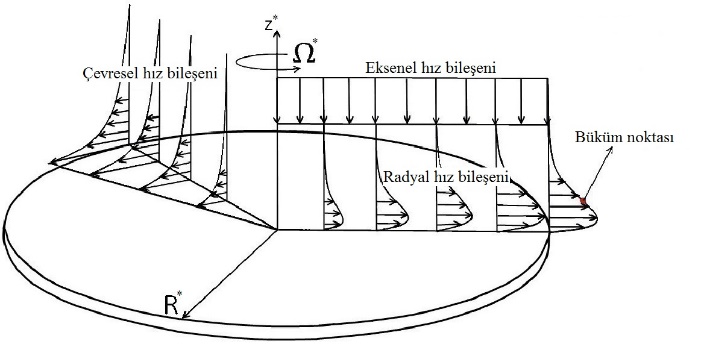 z*
Ω*
Çevresel hız bileşeni
Eksenel hız bileşeni
Büküm noktası
Radyal hız bileşeni
R*